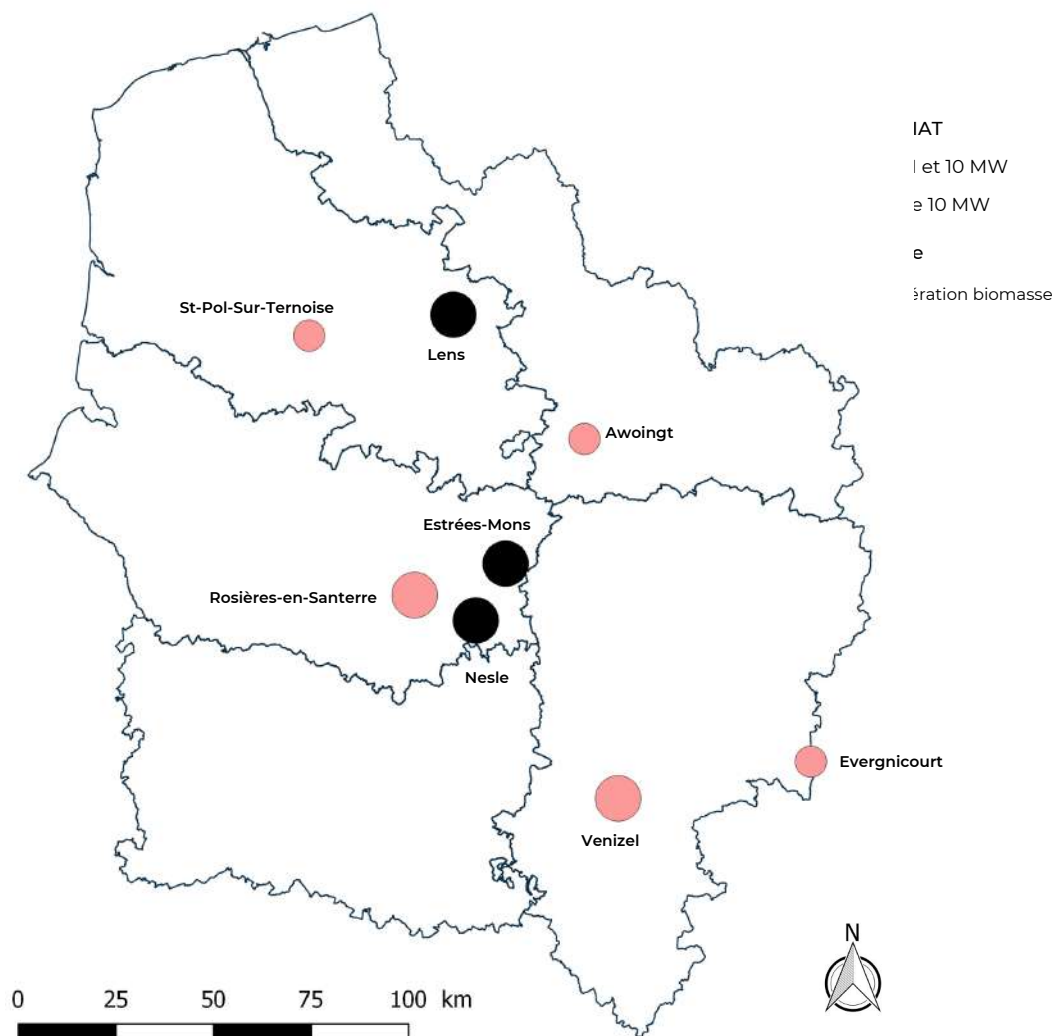 IAT
et 10 MW
e 10 MW
e
ération biomasse
St-Pol-Sur-Ternoise
Lens
Awoingt
Estrées-Mons
Rosières-en-Santerre
Nesle
Evergnicourt
Venizel
N
0 25 50 75 100 km